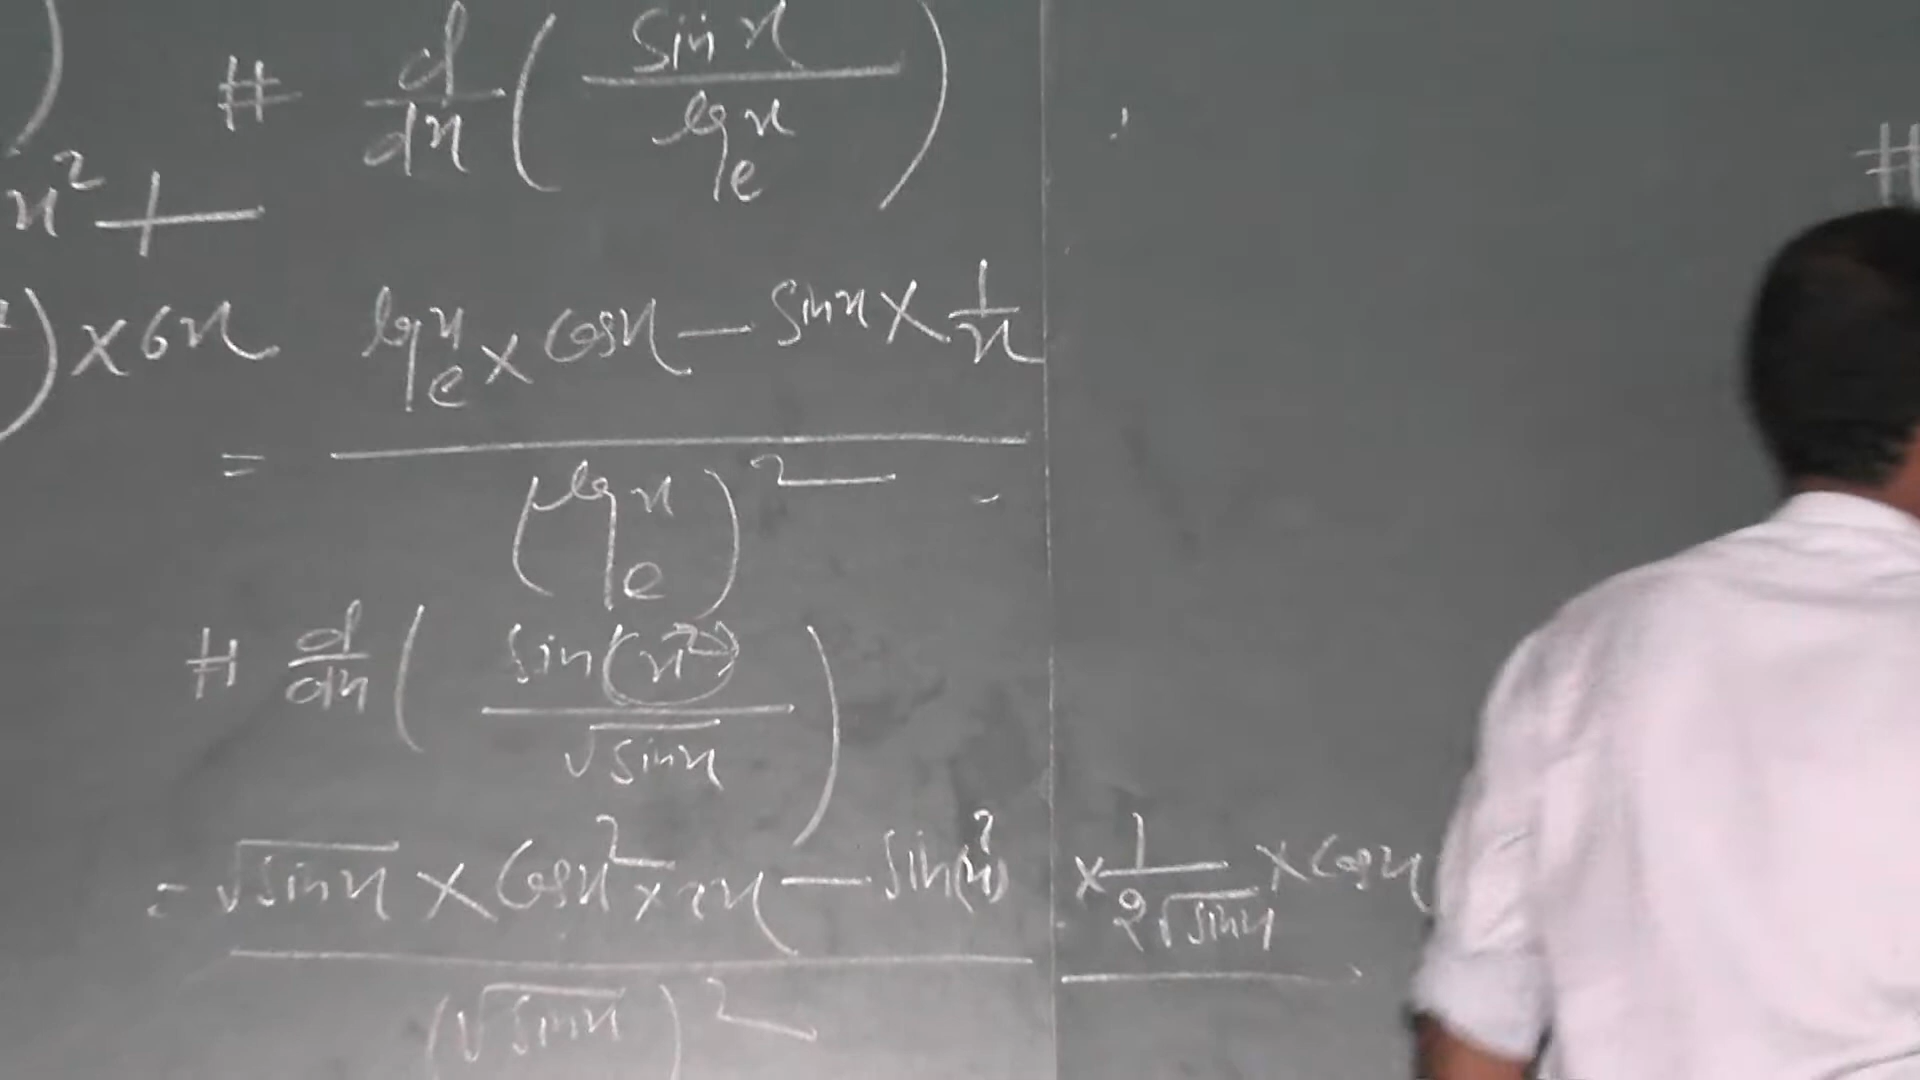 )
# d/dx ( Sin x / log_e x )
x² +
) × 6x
= ( log_e x × Cos x − Sin x × 1/x ) / ( log_e x )²
# d/dx ( Sin(x²) / √sin x )
= ( √sin x × Cos x² × 2x − Sin(x²) × 1/(2√sin x) × Cos x ) / ( √sin x )²
#